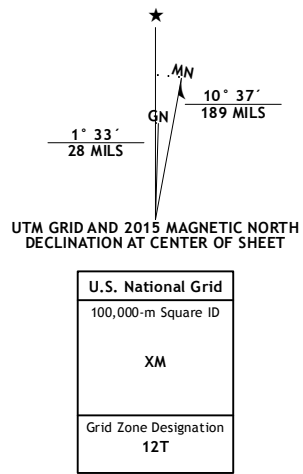 ★
MN
GN
10° 37´
189 MILS
1° 33´
28 MILS
UTM GRID AND 2015 MAGNETIC NORTH
DECLINATION AT CENTER OF SHEET
U.S. National Grid
100,000-m Square ID
XM
Grid Zone Designation
12T